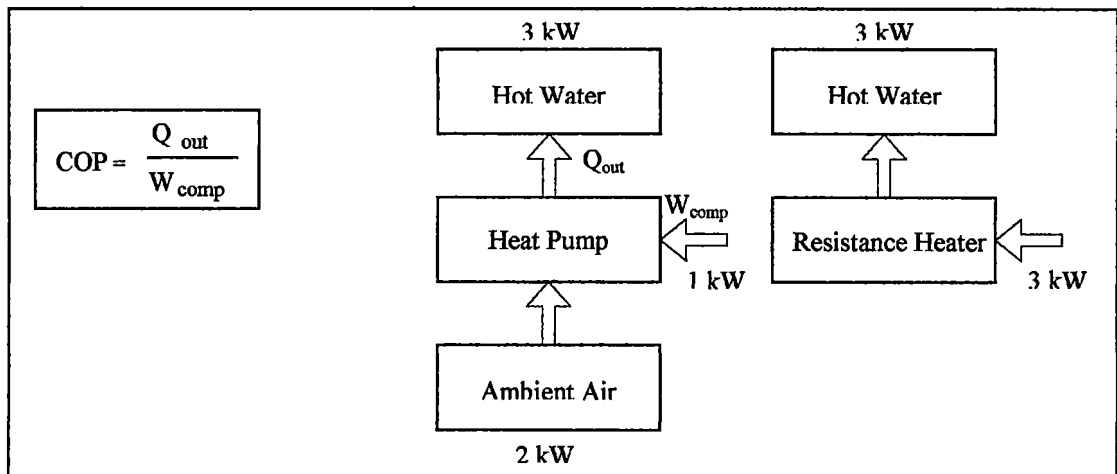 3 kW
3 kW
Hot Water
Hot Water
COP = Q out / W comp
Q out
W comp
Heat Pump
Resistance Heater
1 kW
3 kW
Ambient Air
2 kW